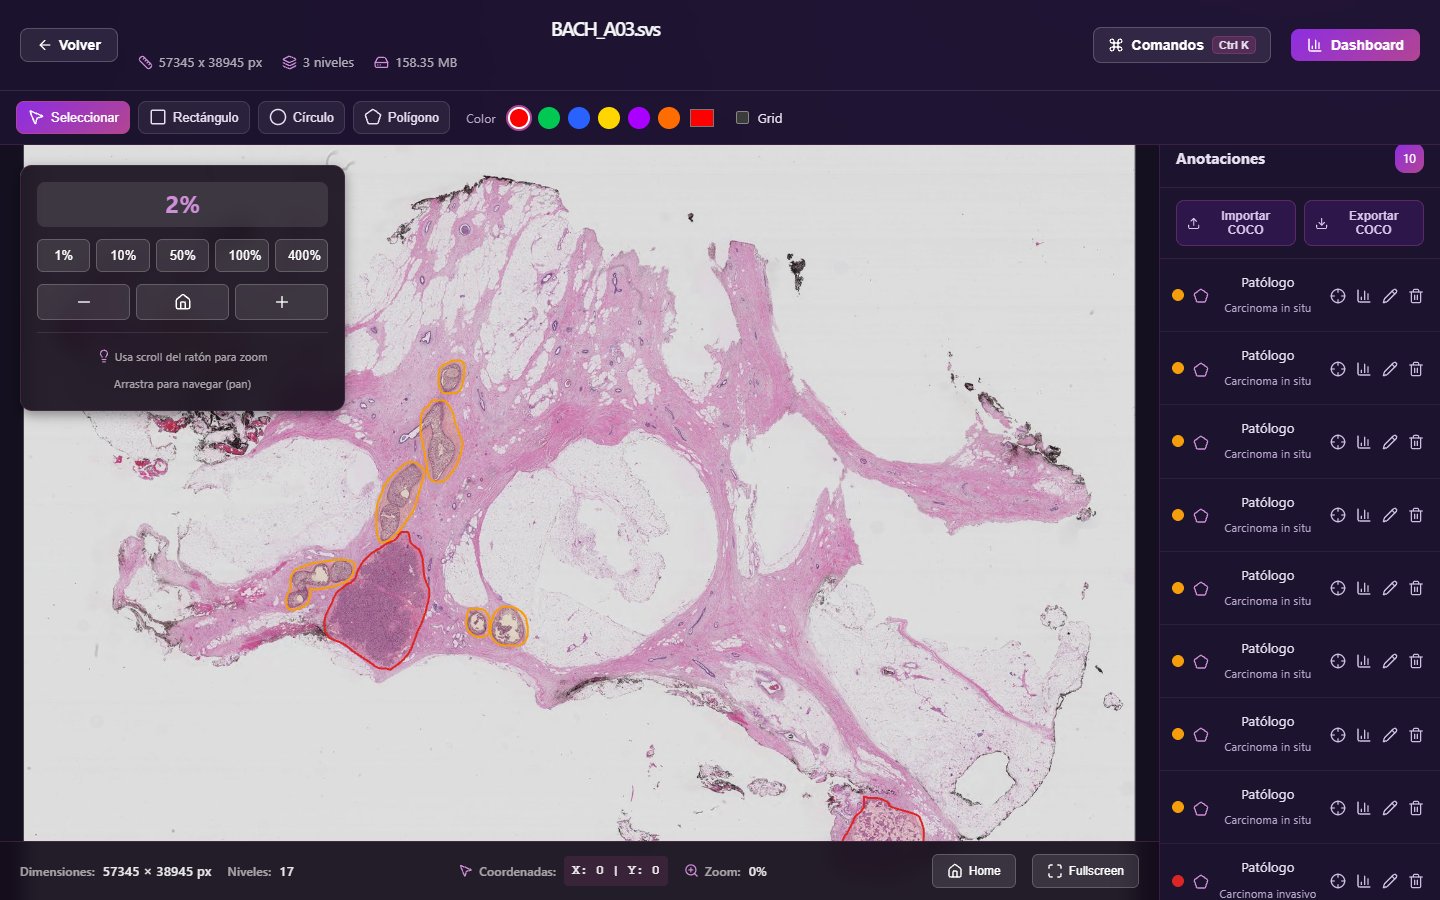 Volver
BACH_A03.svs
57345 x 38945 px
3 niveles
158.35 MB
Comandos Ctrl K
Dashboard
Seleccionar
Rectángulo
Círculo
Polígono
Color
Grid
2%
1%
10%
50%
100%
400%
Usa scroll del ratón para zoom
Arrastra para navegar (pan)
Anotaciones
10
Importar
COCO
Exportar
COCO
Patólogo
Carcinoma in situ
Patólogo
Carcinoma in situ
Patólogo
Carcinoma in situ
Patólogo
Carcinoma in situ
Patólogo
Carcinoma in situ
Patólogo
Carcinoma in situ
Patólogo
Carcinoma in situ
Patólogo
Carcinoma in situ
Patólogo
Carcinoma invasivo
Dimensiones: 57345 × 38945 px
Niveles: 17
Coordenadas: X: 0 | Y: 0
Zoom: 0%
Home
Fullscreen